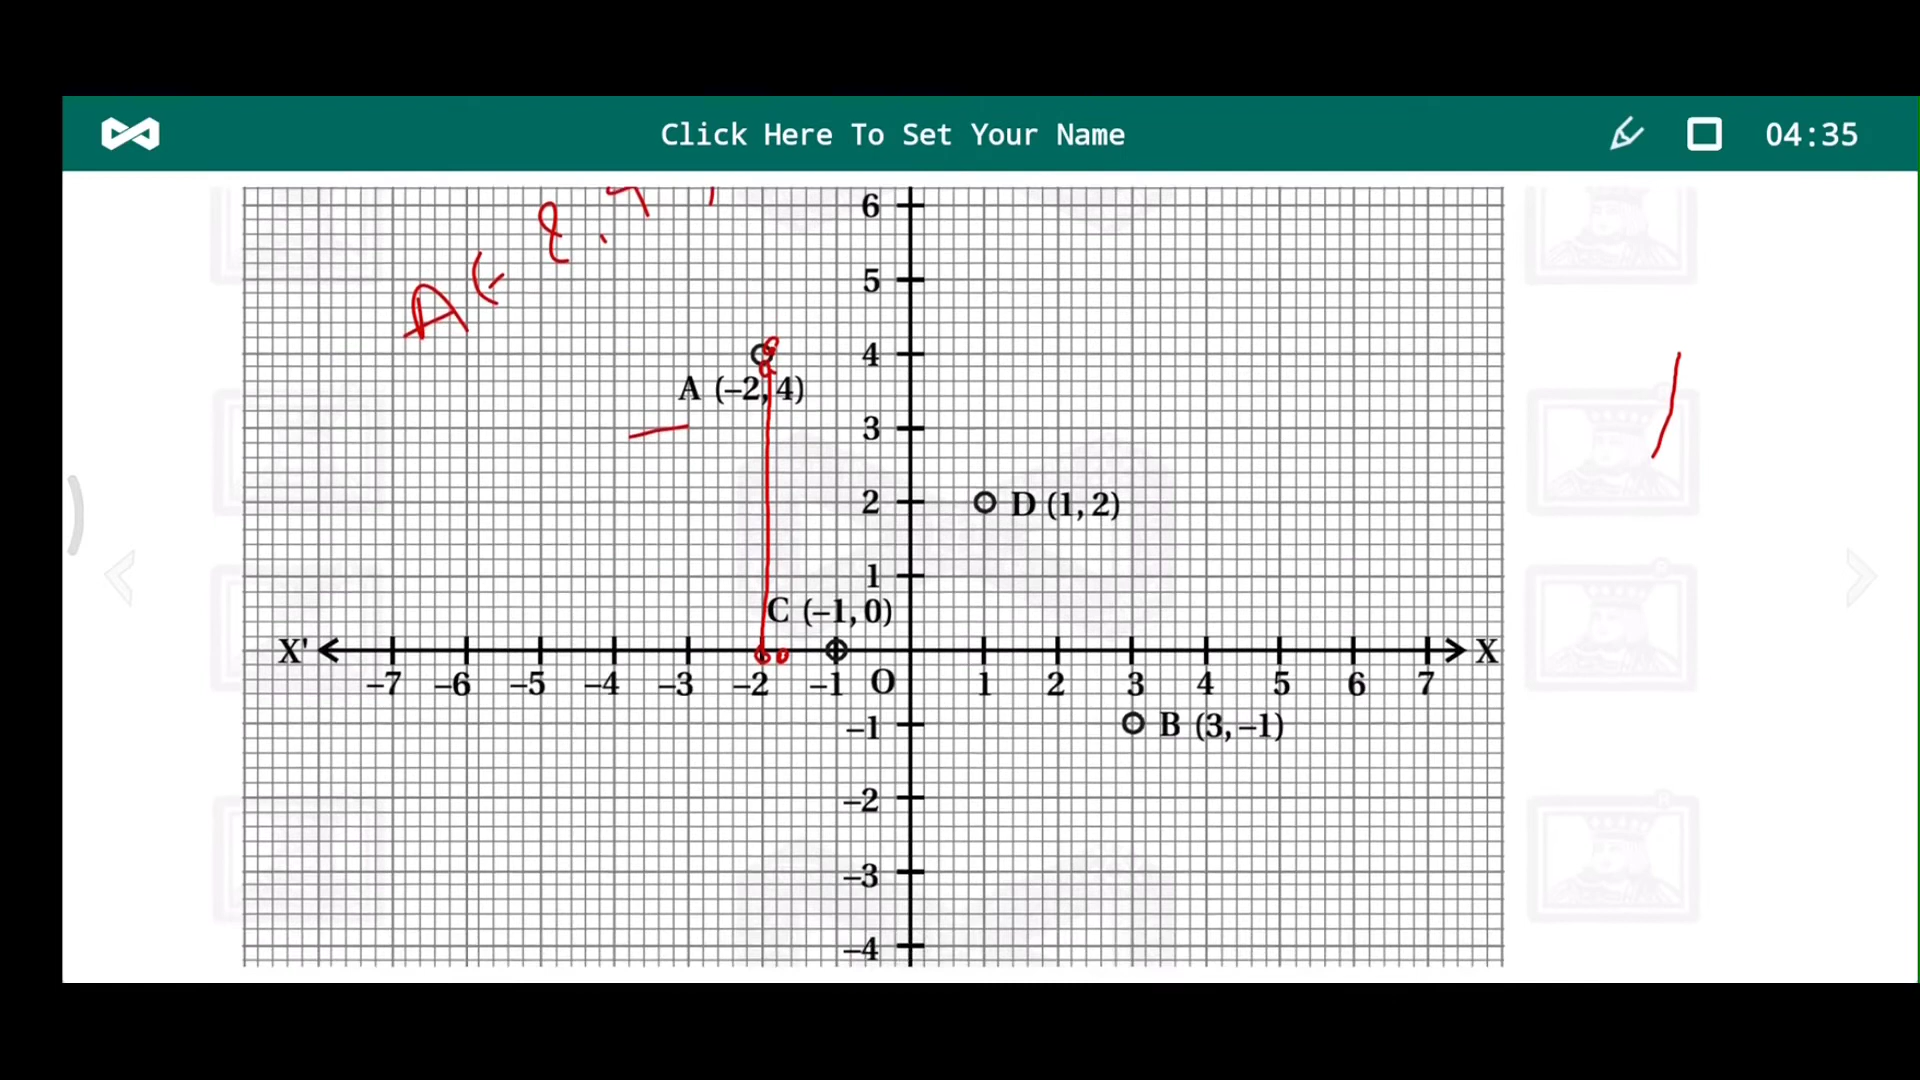 Click Here To Set Your Name 04:35
6
5
A (-2, 4
4
A (–2, 4)
3
2 D (1, 2)
1
C (–1, 0)
X' X
–7 –6 –5 –4 –3 –2 –1 O 1 2 3 4 5 6 7
–1 B (3, –1)
–2
–3
–4